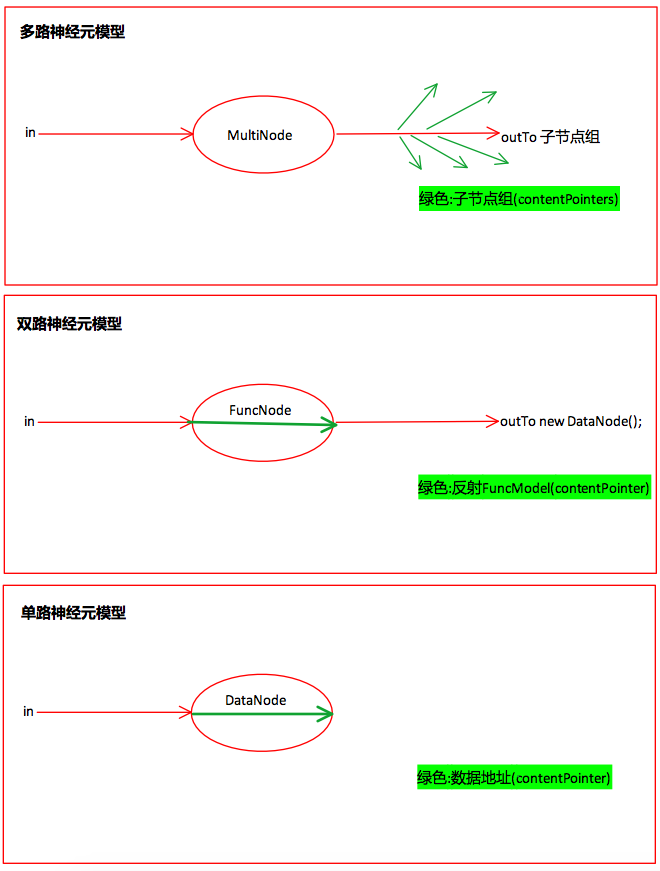 多路神经元模型
in
MultiNode
outTo 子节点组
绿色:子节点组(contentPointers)
双路神经元模型
in
FuncNode
outTo new DataNode();
绿色:反射FuncModel(contentPointer)
单路神经元模型
in
DataNode
绿色:数据地址(contentPointer)